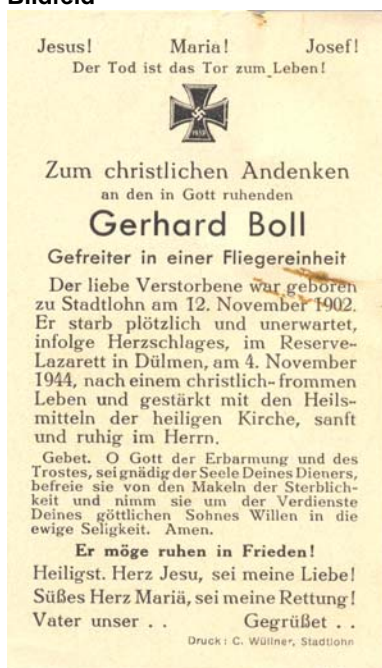 Bildfeld
Jesus! Maria! Josef!
Der Tod ist das Tor zum Leben!
1939
Zum christlichen Andenken
an den in Gott ruhenden
Gerhard Boll
Gefreiter in einer Fliegereinheit
Der liebe Verstorbene war geboren
zu Stadtlohn am 12. November 1902.
Er starb plötzlich und unerwartet,
infolge Herzschlages, im Reserve-
Lazarett in Dülmen, am 4. November
1944, nach einem christlich-frommen
Leben und gestärkt mit den Heils-
mitteln der heiligen Kirche, sanft
und ruhig im Herrn.
Gebet. O Gott der Erbarmung und des
Trostes, sei gnädig der Seele Deines Dieners,
befreie sie von den Makeln der Sterblich-
keit und nimm sie um der Verdienste
Deines göttlichen Sohnes Willen in die
ewige Seligkeit. Amen.
Er möge ruhen in Frieden!
Heiligst. Herz Jesu, sei meine Liebe!
Süßes Herz Mariä, sei meine Rettung!
Vater unser . . Gegrüßet . .
Druck: C. Wüllner, Stadtlohn